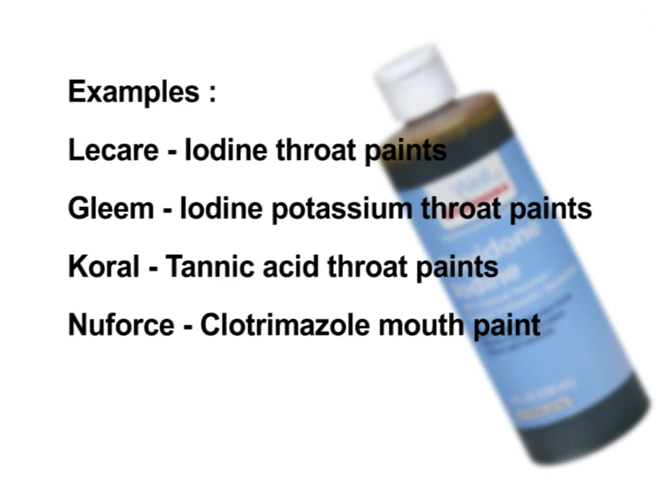 Examples :
Lecare - Iodine throat paints
Gleem - Iodine potassium throat paints
Koral - Tannic acid throat paints
Nuforce - Clotrimazole mouth paint